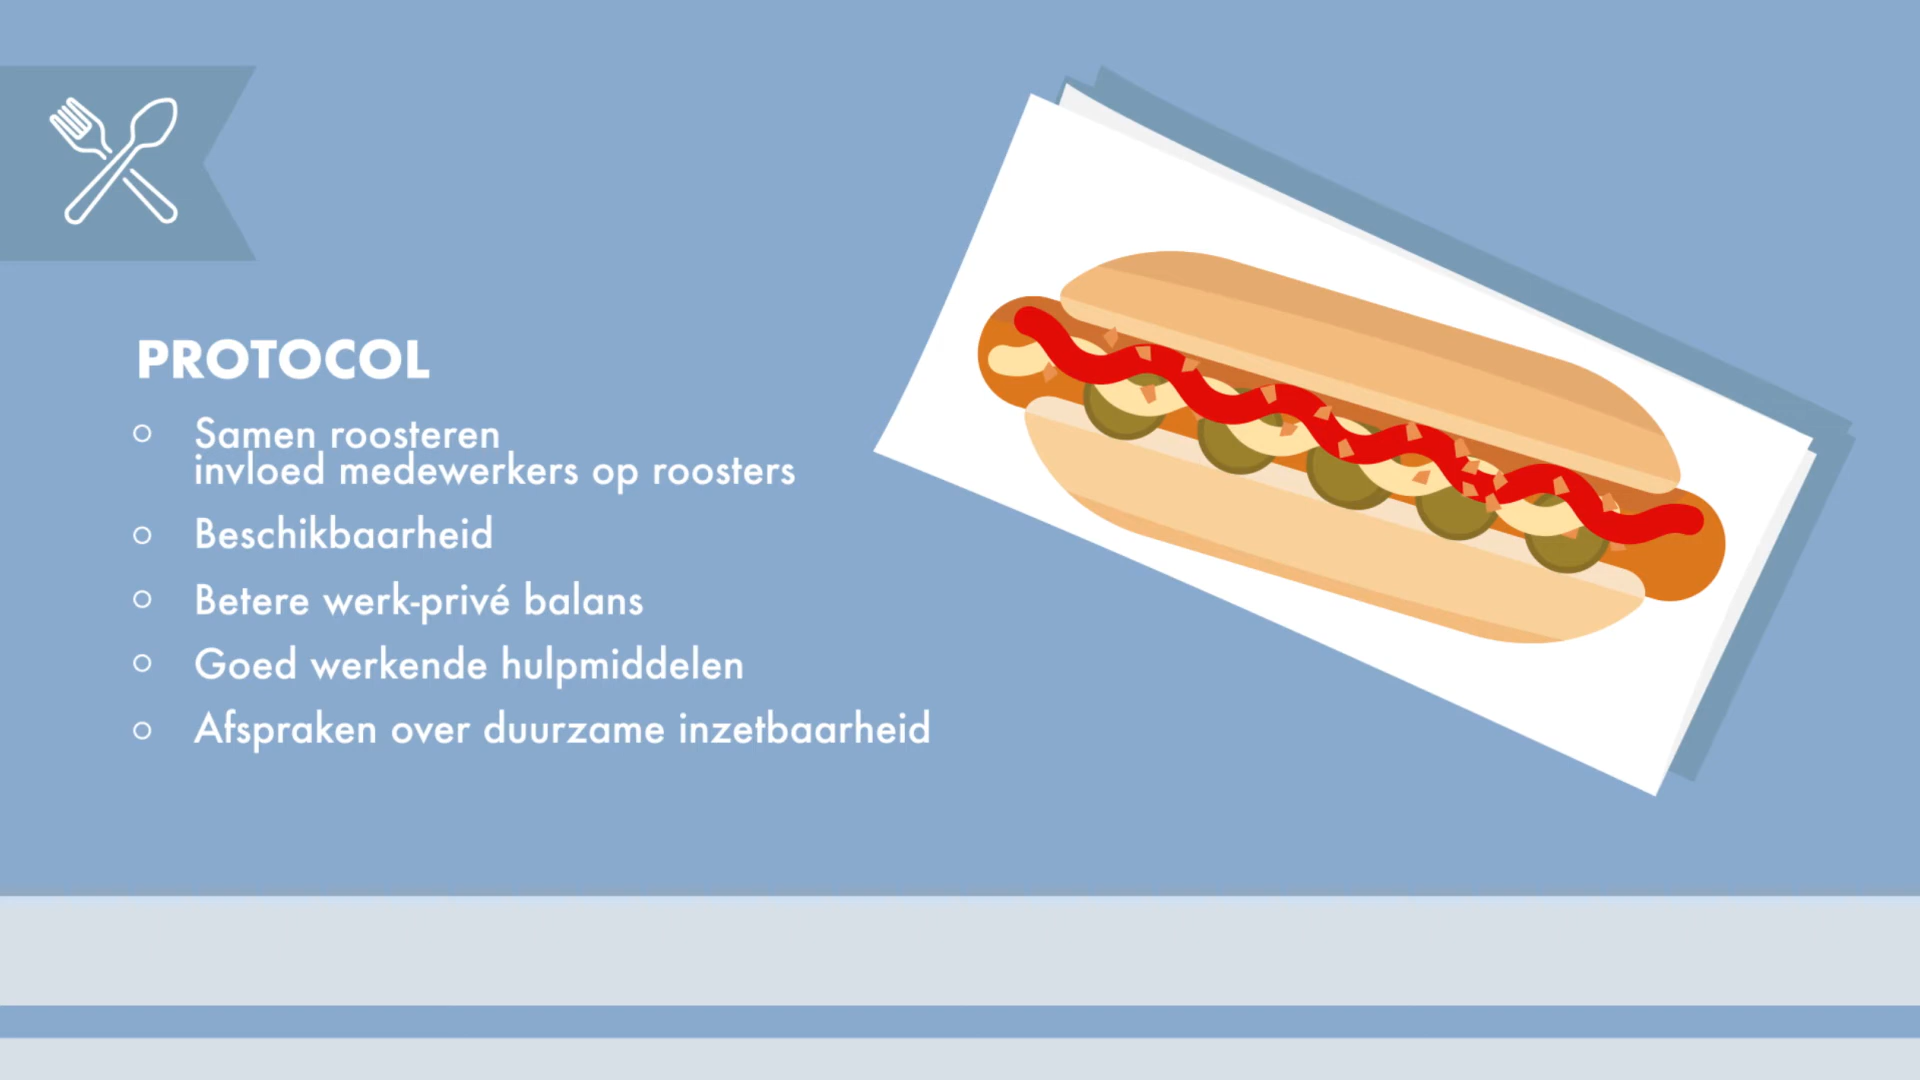 PROTOCOL
Samen roosteren
invloed medewerkers op roosters
Beschikbaarheid
Betere werk-privé balans
Goed werkende hulpmiddelen
Afspraken over duurzame inzetbaarheid